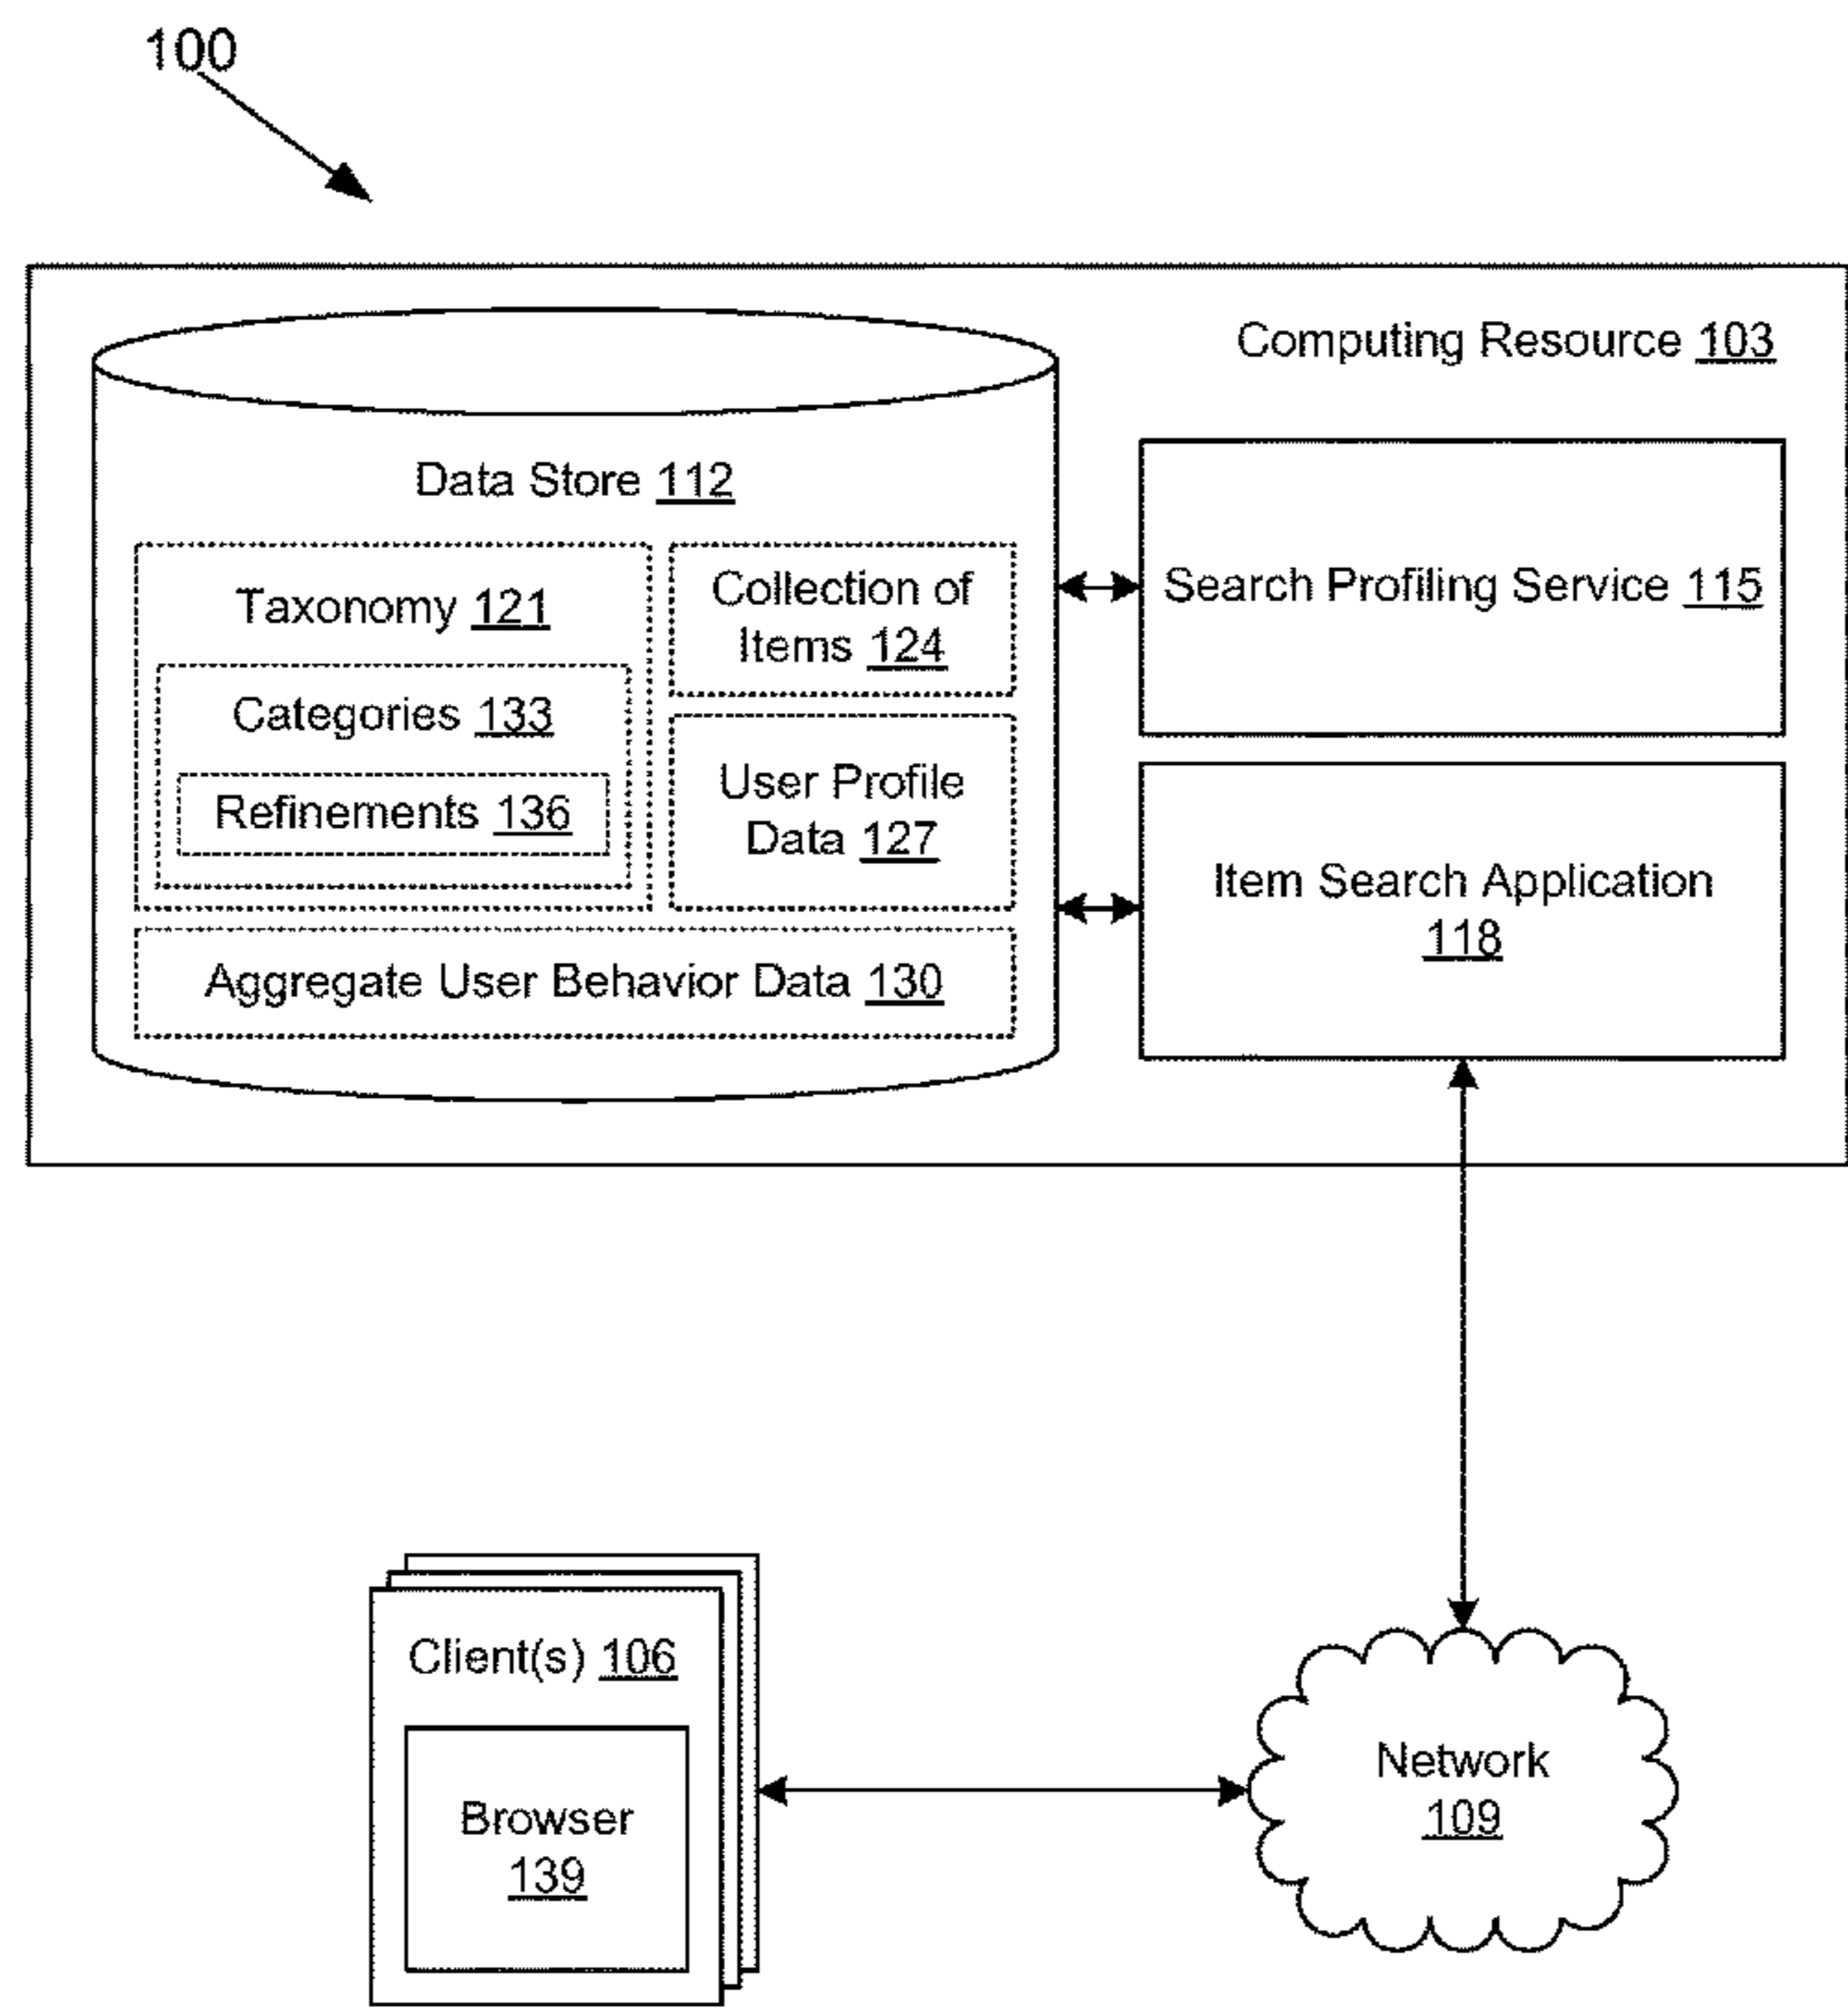 100
Computing Resource 103
Data Store 112
Taxonomy 121
Categories 133
Refinements 136
Collection of
Items 124
User Profile
Data 127
Aggregate User Behavior Data 130
Search Profiling Service 115
Item Search Application
118
Client(s) 106
Browser
139
Network
109